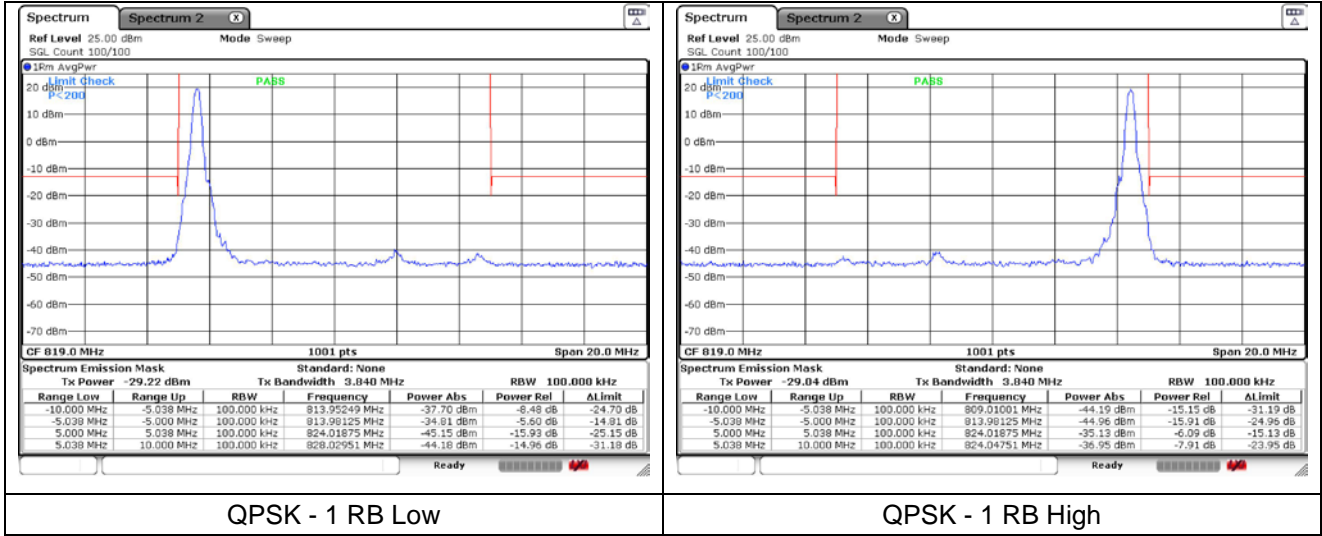 Spectrum Spectrum 2 X
Ref Level 25.00 dBm Mode Sweep
SGL Count 100/100
1Rm AvgPwr
Limit Check PASS
20 dBm
P<200
10 dBm
0 dBm
-10 dBm
-20 dBm
-30 dBm
-40 dBm
-50 dBm
-60 dBm
-70 dBm
CF 819.0 MHz 1001 pts Span 20.0 MHz
Spectrum Emission Mask Standard: None
Tx Power -29.22 dBm Tx Bandwidth 3.840 MHz RBW 100.000 kHz
Range Low Range Up RBW Frequency Power Abs Power Rel ΔLimit
-10.000 MHz -5.038 MHz 100.000 kHz 813.95249 MHz -37.70 dBm -8.48 dB -24.70 dB
-5.038 MHz -5.000 MHz 100.000 kHz 813.98125 MHz -34.81 dBm -5.60 dB -14.81 dB
5.000 MHz 5.038 MHz 100.000 kHz 824.01875 MHz -45.15 dBm -15.93 dB -25.15 dB
5.038 MHz 10.000 MHz 100.000 kHz 828.02951 MHz -44.18 dBm -14.96 dB -31.18 dB
Ready
QPSK - 1 RB Low
Spectrum Spectrum 2 X
Ref Level 25.00 dBm Mode Sweep
SGL Count 100/100
1Rm AvgPwr
Limit Check PASS
20 dBm
P<200
10 dBm
0 dBm
-10 dBm
-20 dBm
-30 dBm
-40 dBm
-50 dBm
-60 dBm
-70 dBm
CF 819.0 MHz 1001 pts Span 20.0 MHz
Spectrum Emission Mask Standard: None
Tx Power -29.04 dBm Tx Bandwidth 3.840 MHz RBW 100.000 kHz
Range Low Range Up RBW Frequency Power Abs Power Rel ΔLimit
-10.000 MHz -5.038 MHz 100.000 kHz 809.01001 MHz -44.19 dBm -15.15 dB -31.19 dB
-5.038 MHz -5.000 MHz 100.000 kHz 813.98125 MHz -44.96 dBm -15.91 dB -24.96 dB
5.000 MHz 5.038 MHz 100.000 kHz 824.01875 MHz -35.13 dBm -6.09 dB -15.13 dB
5.038 MHz 10.000 MHz 100.000 kHz 824.04751 MHz -36.95 dBm -7.91 dB -23.95 dB
Ready
QPSK - 1 RB High